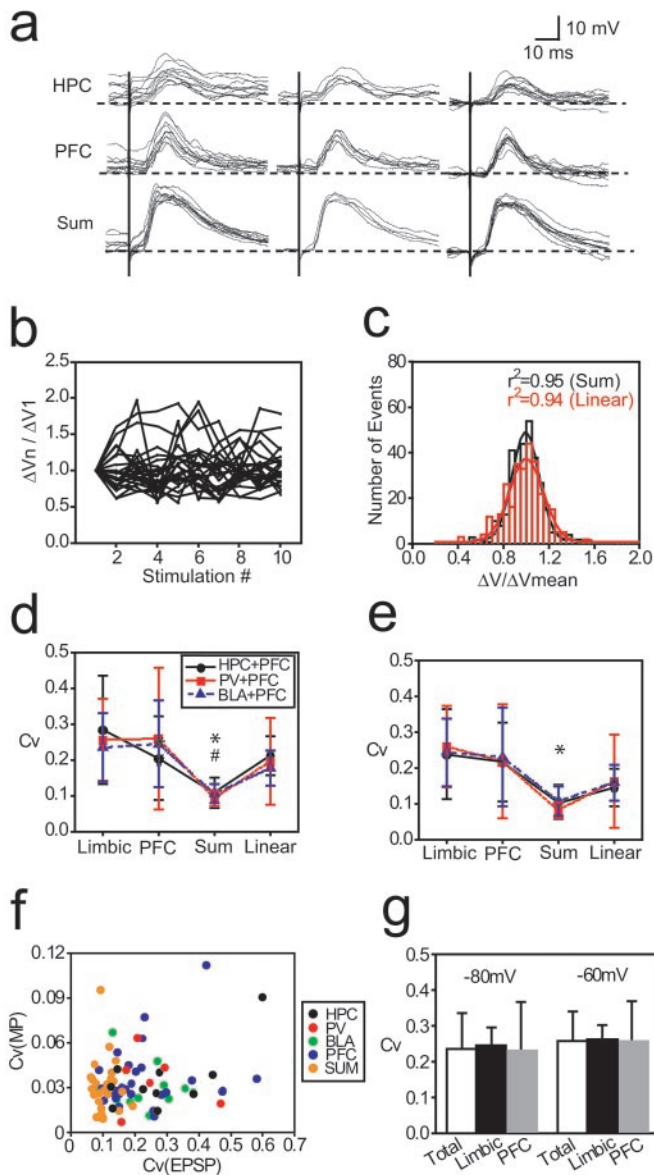 a
10 mV
10 ms
HPC
PFC
Sum
b
2.5
2.0
1.5
1.0
0.5
0.0
ΔVn / ΔV1
2 4 6 8 10
Stimulation #
c
80
60
40
20
0
Number of Events
r²=0.95 (Sum)
r²=0.94 (Linear)
0.4 0.8 1.2 1.6 2.0
ΔV/ΔVmean
d
0.5
0.4
0.3
0.2
0.1
0.0
Cv
HPC+PFC
PV+PFC
BLA+PFC
*
#
Limbic PFC Sum Linear
e
0.5
0.4
0.3
0.2
0.1
0.0
Cv
*
Limbic PFC Sum Linear
f
0.12
0.09
0.06
0.03
0.00
Cv(MP)
0.0 0.1 0.2 0.3 0.4 0.5 0.6 0.7
Cv(EPSP)
HPC
PV
BLA
PFC
SUM
g
0.5
0.4
0.3
0.2
0.1
0.0
Cv
-80mV
-60mV
Total Limbic PFC Total Limbic PFC